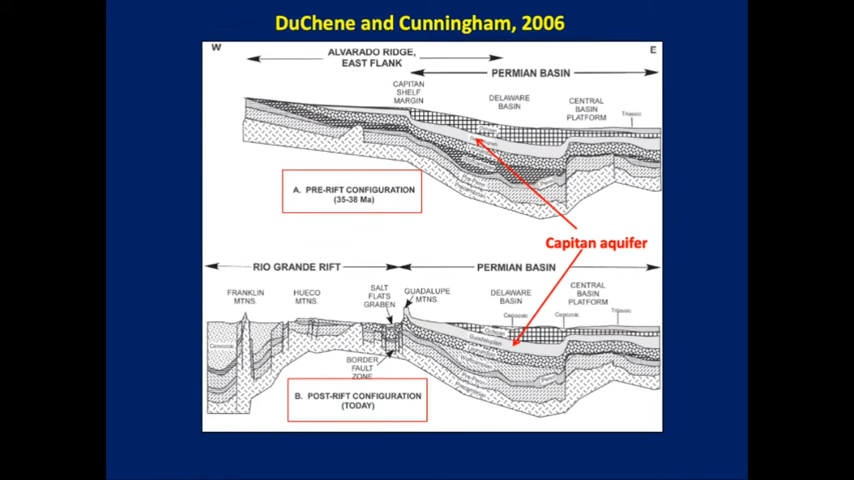 DuChene and Cunningham, 2006
W
E
ALVARADO RIDGE,
EAST FLANK
PERMIAN BASIN
CAPITAN
SHELF
MARGIN
DELAWARE
BASIN
CENTRAL
BASIN
PLATFORM
Triassic
A. PRE-RIFT CONFIGURATION
(35-38 Ma)
Capitan aquifer
RIO GRANDE RIFT
PERMIAN BASIN
FRANKLIN
MTNS.
HUECO
MTNS.
SALT
FLATS
GRABEN
GUADALUPE
MTNS.
DELAWARE
BASIN
CENTRAL
BASIN
PLATFORM
Cenozoic
Cenozoic
Triassic
Cenozoic
Ochoan
Guadalupian
Precambrian
BORDER
FAULT
ZONE
B. POST-RIFT CONFIGURATION
(TODAY)